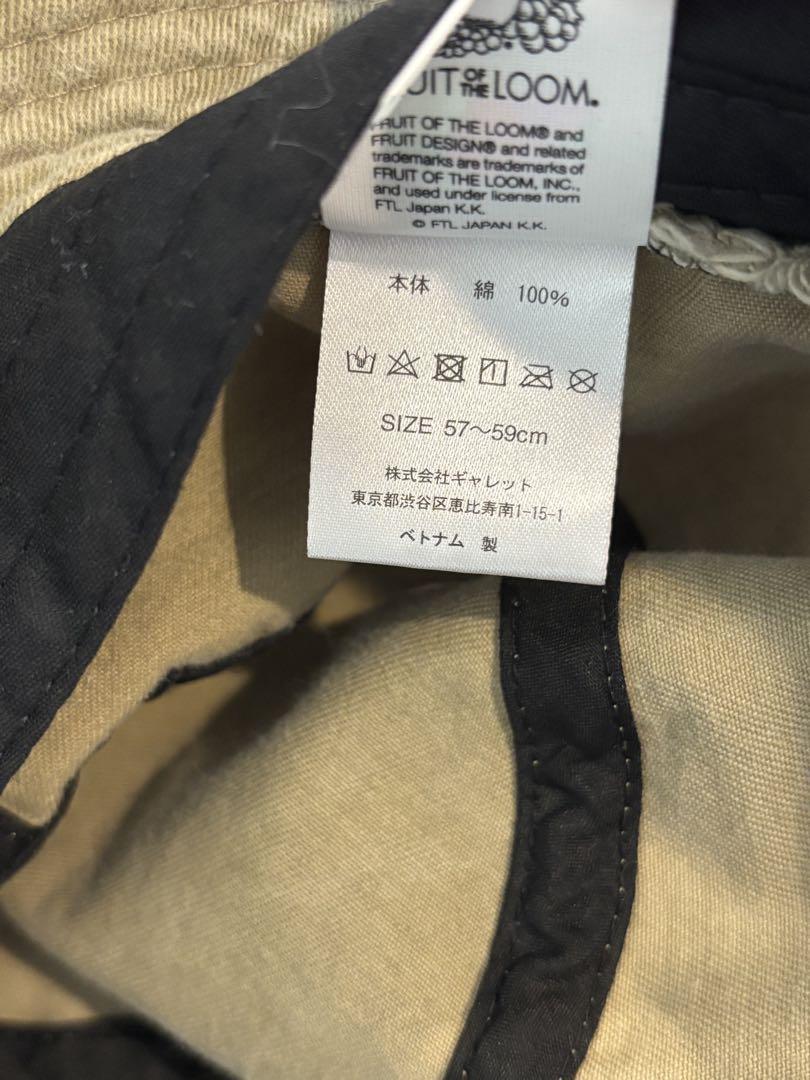 UIT OF THE LOOM.
FRUIT OF THE LOOM® and
FRUIT DESIGN® and related
trademarks are trademarks of
FRUIT OF THE LOOM, INC.,
and used under license from
FTL Japan K.K.
© FTL JAPAN K.K.
本体 綿 100%
SIZE 57～59cm
株式会社ギャレット
東京都渋谷区恵比寿南1-15-1
ベトナム 製